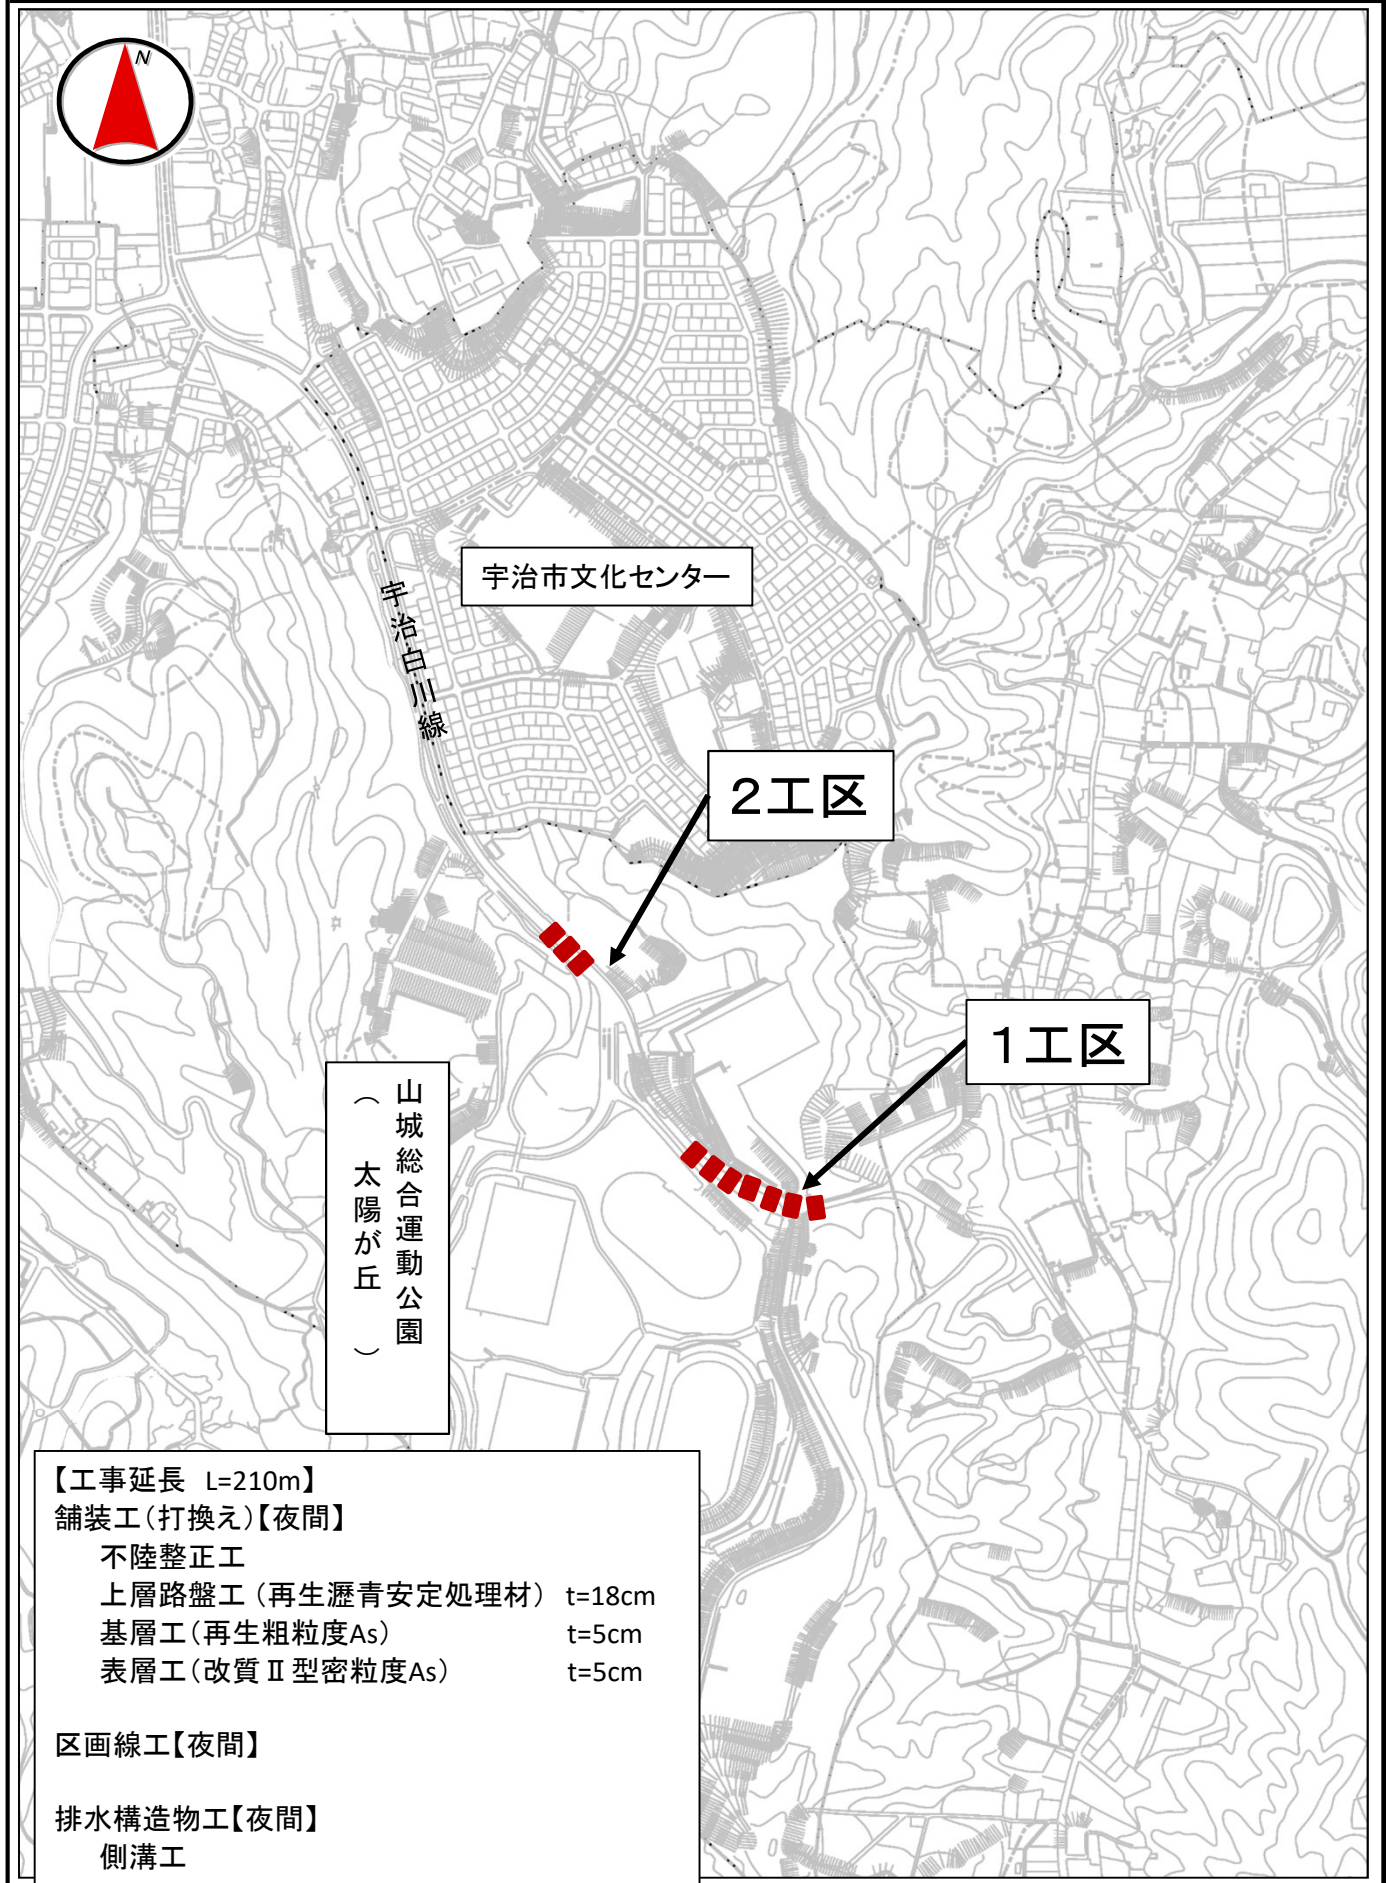 N
宇治市文化センター
宇治白川線
2工区
1工区
山城総合運動公園
（　太陽が丘　）
【工事延長 L=210m】
舗装工（打換え）【夜間】
不陸整正工
上層路盤工（再生瀝青安定処理材） t=18cm
基層工（再生粗粒度As） t=5cm
表層工（改質Ⅱ型密粒度As） t=5cm
区画線工【夜間】
排水構造物工【夜間】
側溝工